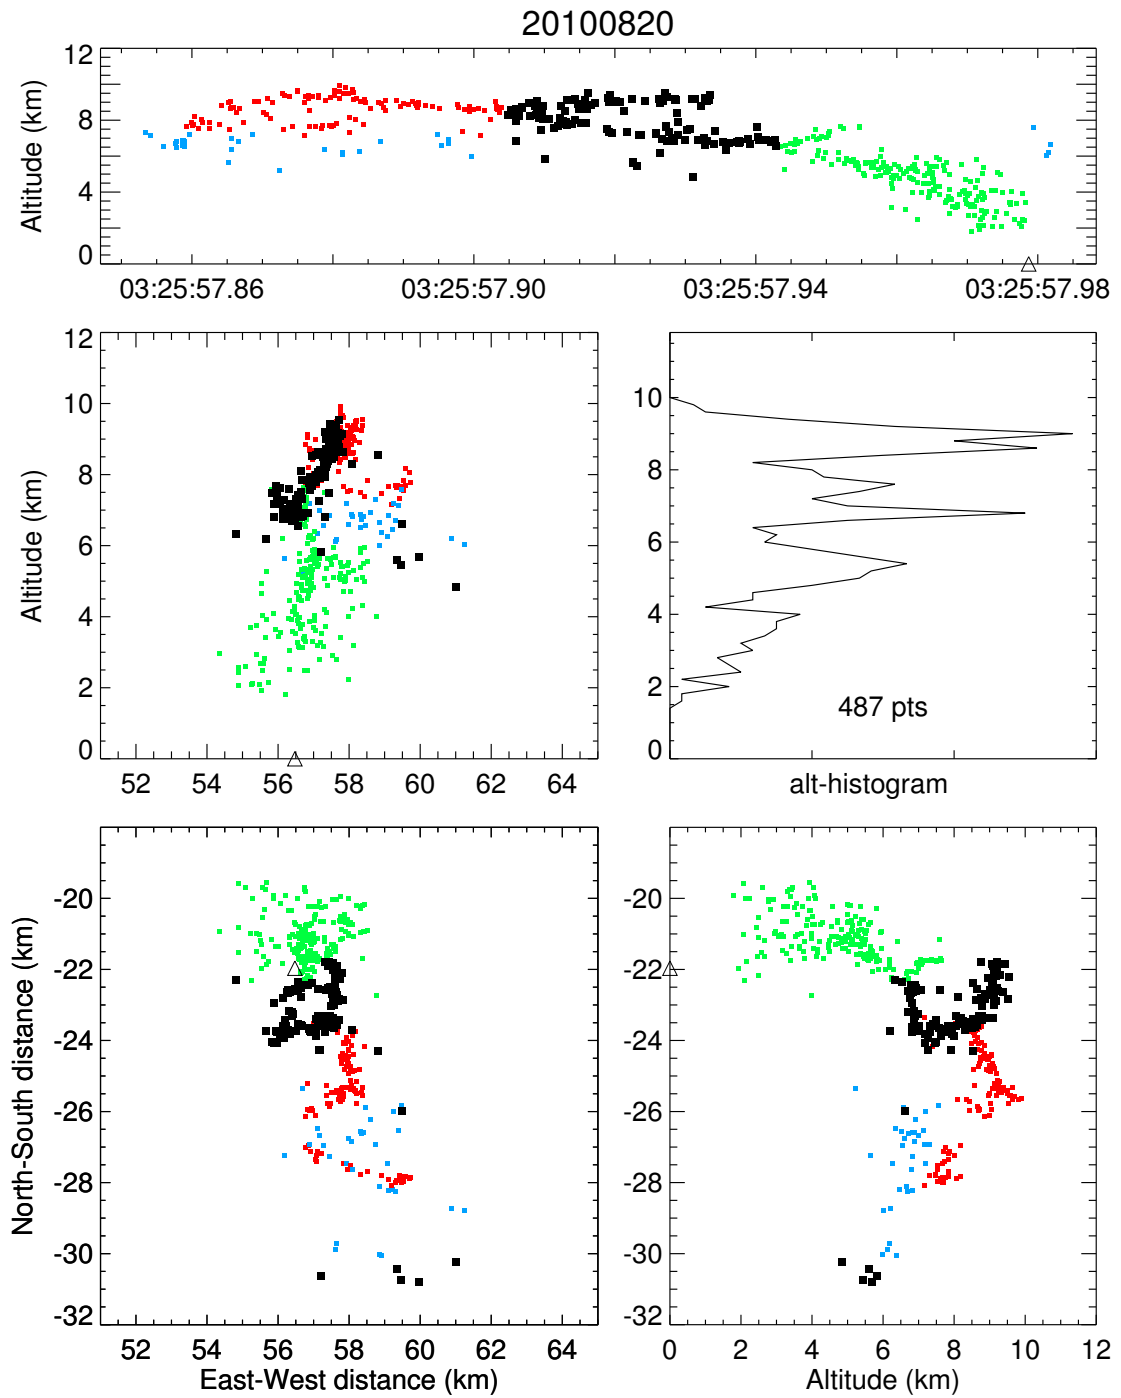 20100820
Altitude (km)
12
8
4
0
03:25:57.86 03:25:57.90 03:25:57.94 03:25:57.98
Altitude (km)
12
10
8
6
4
2
0
52 54 56 58 60 62 64
10
8
6
4
2
0
487 pts
alt-histogram
North-South distance (km)
-20
-22
-24
-26
-28
-30
-32
52 54 56 58 60 62 64
East-West distance (km)
-20
-22
-24
-26
-28
-30
-32
0 2 4 6 8 10 12
Altitude (km)